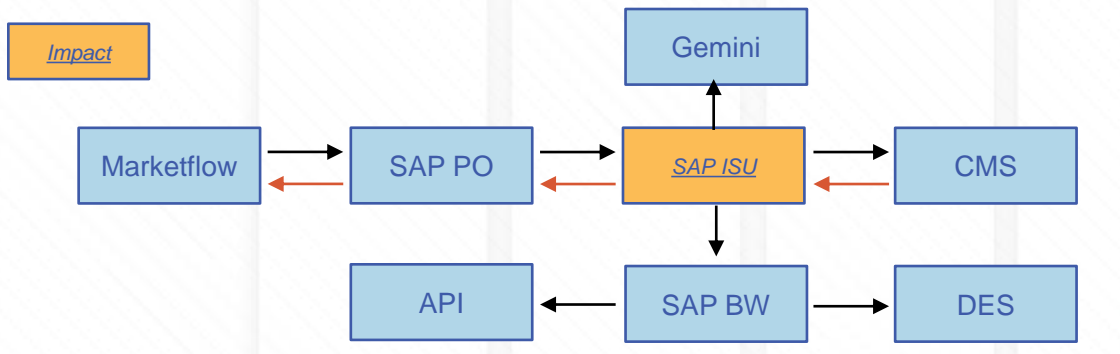 Impact
Gemini
Marketflow
SAP PO
SAP ISU
CMS
API
SAP BW
DES